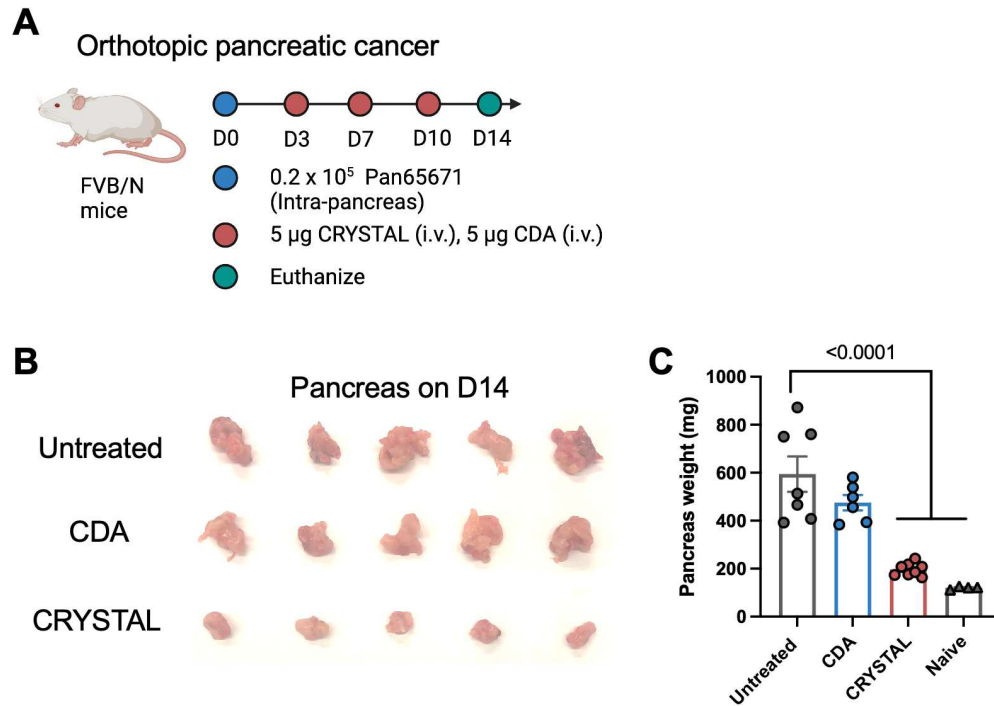 A
Orthotopic pancreatic cancer
D0 D3 D7 D10 D14
FVB/N
mice
0.2 x 10⁵ Pan65671
(Intra-pancreas)
5 µg CRYSTAL (i.v.), 5 µg CDA (i.v.)
Euthanize
B
Pancreas on D14
Untreated
CDA
CRYSTAL
C
<0.0001
Pancreas weight (mg)
1000
800
600
400
200
0
Untreated
CDA
CRYSTAL
Naive